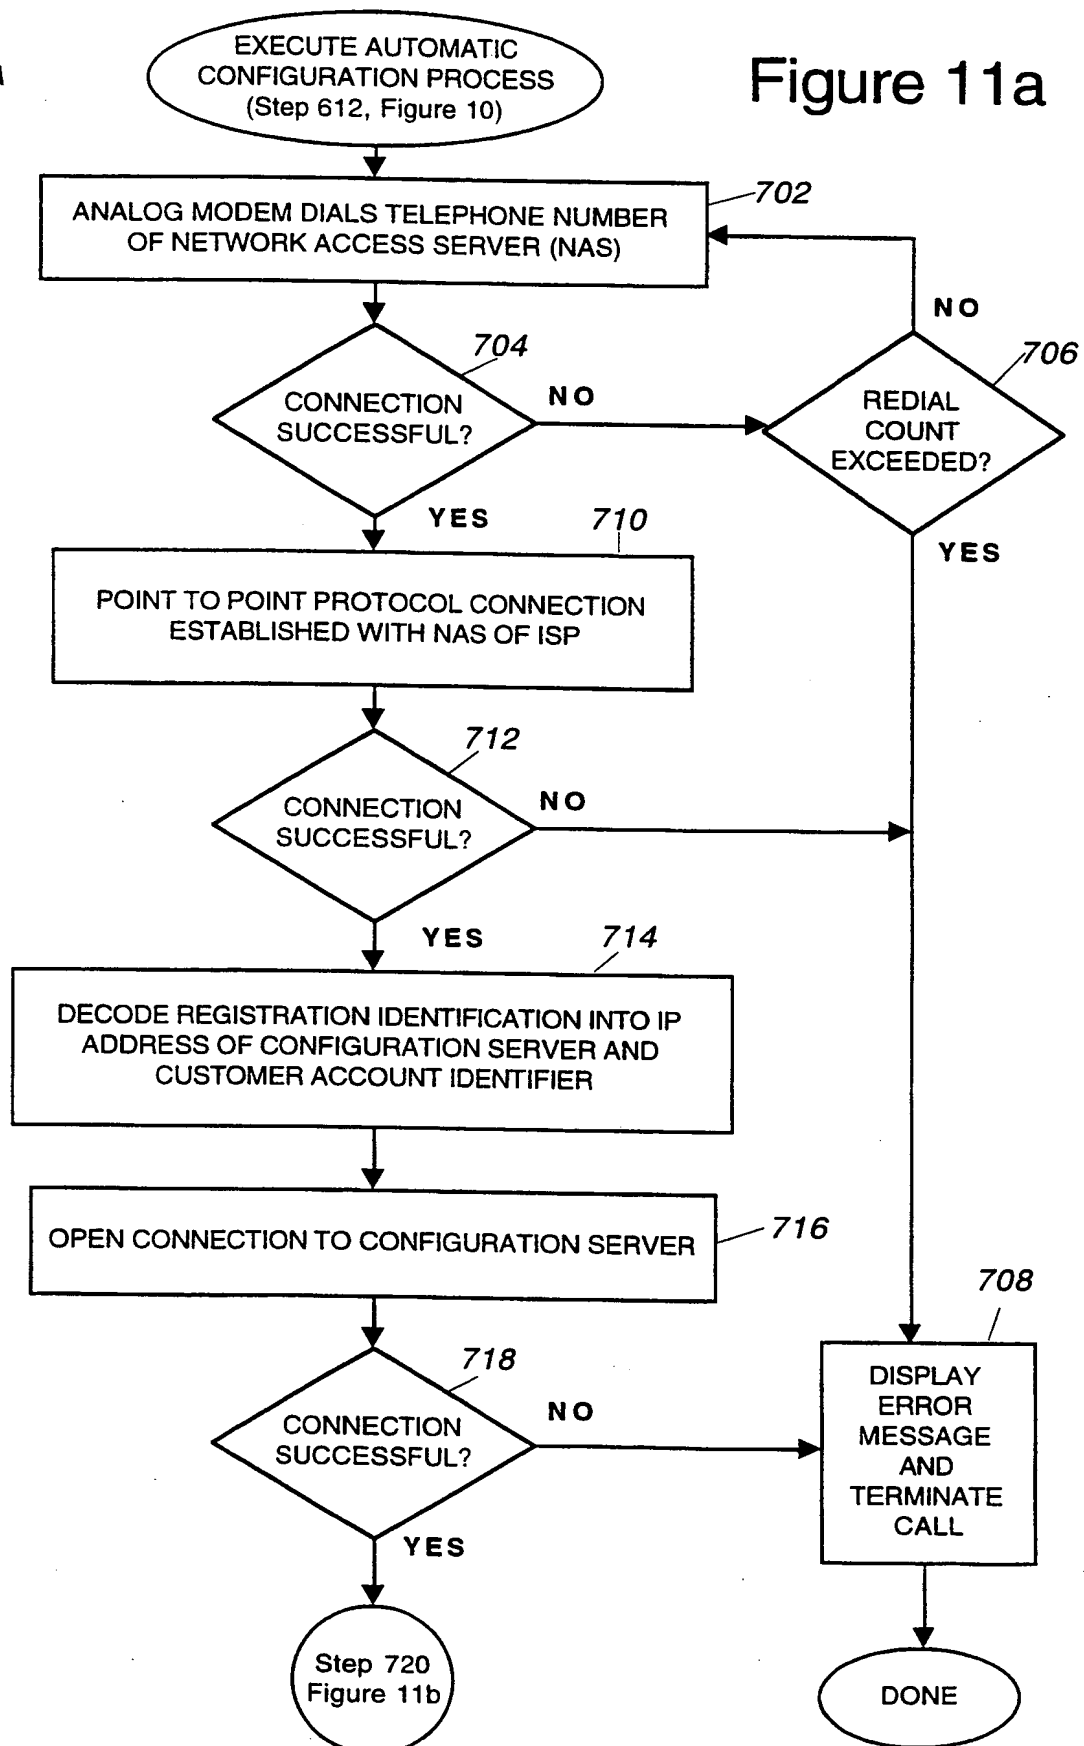 EXECUTE AUTOMATIC
CONFIGURATION PROCESS
(Step 612, Figure 10)
Figure 11a
702
ANALOG MODEM DIALS TELEPHONE NUMBER
OF NETWORK ACCESS SERVER (NAS)
NO
704
706
CONNECTION
SUCCESSFUL?
NO
REDIAL
COUNT
EXCEEDED?
YES
710
YES
POINT TO POINT PROTOCOL CONNECTION
ESTABLISHED WITH NAS OF ISP
712
CONNECTION
SUCCESSFUL?
NO
YES
714
DECODE REGISTRATION IDENTIFICATION INTO IP
ADDRESS OF CONFIGURATION SERVER AND
CUSTOMER ACCOUNT IDENTIFIER
716
OPEN CONNECTION TO CONFIGURATION SERVER
708
718
CONNECTION
SUCCESSFUL?
NO
DISPLAY
ERROR
MESSAGE
AND
TERMINATE
CALL
YES
Step 720
Figure 11b
DONE